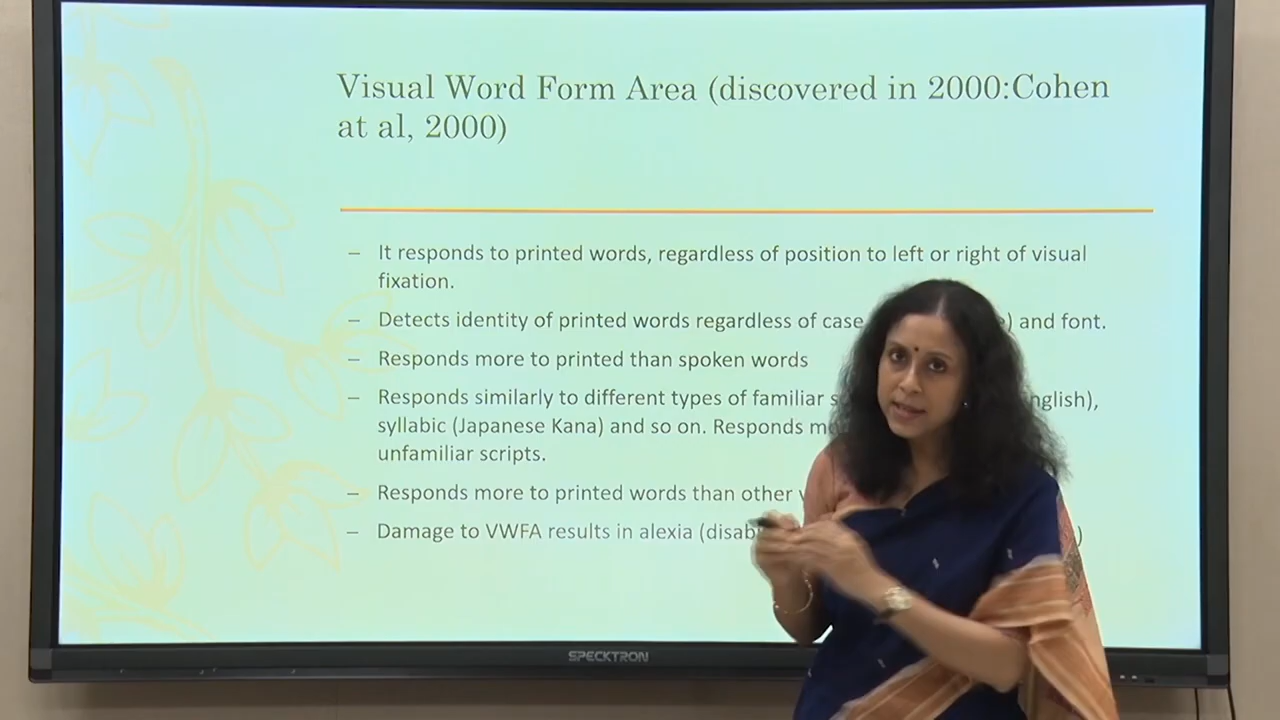 Visual Word Form Area (discovered in 2000:Cohen
at al, 2000)
– It responds to printed words, regardless of position to left or right of visual
fixation.
– Detects identity of printed words regardless of case ) and font.
– Responds more to printed than spoken words
– Responds similarly to different types of familiar
syllabic (Japanese Kana) and so on. Responds
unfamiliar scripts.
– Responds more to printed words than other
– Damage to VWFA results in alexia )
SPECKTRON